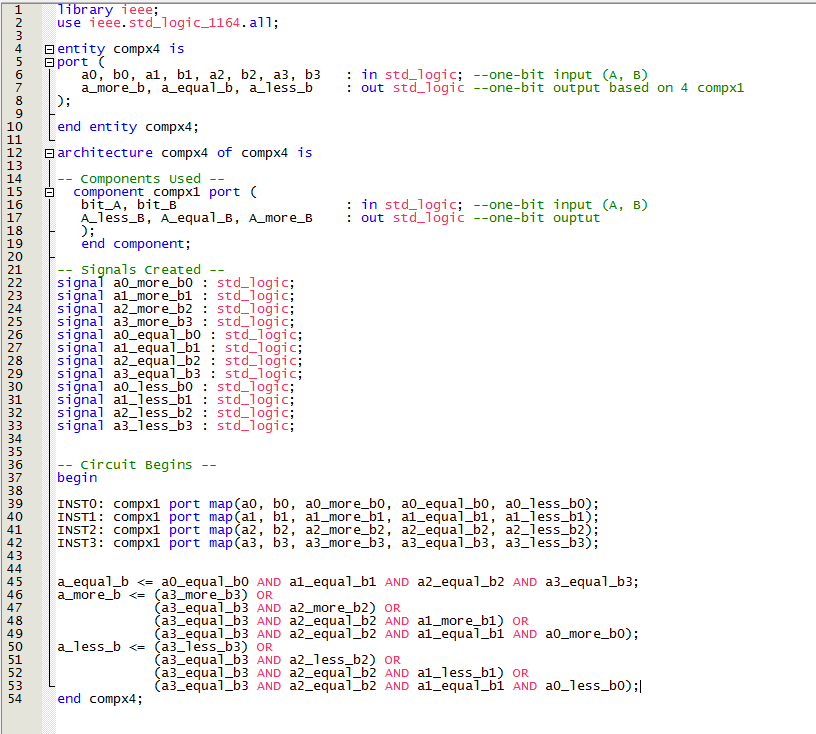 1 library ieee;
2 use ieee.std_logic_1164.all;
3
4 entity compx4 is
5 port (
6 a0, b0, a1, b1, a2, b2, a3, b3 : in std_logic; --one-bit input (A, B)
7 a_more_b, a_equal_b, a_less_b : out std_logic --one-bit output based on 4 compx1
8 );
9
10 end entity compx4;
11
12 architecture compx4 of compx4 is
13
14 -- Components Used --
15 component compx1 port (
16 bit_A, bit_B : in std_logic; --one-bit input (A, B)
17 A_less_B, A_equal_B, A_more_B : out std_logic --one-bit ouptut
18 );
19 end component;
20
21 -- Signals Created --
22 signal a0_more_b0 : std_logic;
23 signal a1_more_b1 : std_logic;
24 signal a2_more_b2 : std_logic;
25 signal a3_more_b3 : std_logic;
26 signal a0_equal_b0 : std_logic;
27 signal a1_equal_b1 : std_logic;
28 signal a2_equal_b2 : std_logic;
29 signal a3_equal_b3 : std_logic;
30 signal a0_less_b0 : std_logic;
31 signal a1_less_b1 : std_logic;
32 signal a2_less_b2 : std_logic;
33 signal a3_less_b3 : std_logic;
34
35
36 -- Circuit Begins --
37 begin
38
39 INST0: compx1 port map(a0, b0, a0_more_b0, a0_equal_b0, a0_less_b0);
40 INST1: compx1 port map(a1, b1, a1_more_b1, a1_equal_b1, a1_less_b1);
41 INST2: compx1 port map(a2, b2, a2_more_b2, a2_equal_b2, a2_less_b2);
42 INST3: compx1 port map(a3, b3, a3_more_b3, a3_equal_b3, a3_less_b3);
43
44
45 a_equal_b <= a0_equal_b0 AND a1_equal_b1 AND a2_equal_b2 AND a3_equal_b3;
46 a_more_b <= (a3_more_b3) OR
47 (a3_equal_b3 AND a2_more_b2) OR
48 (a3_equal_b3 AND a2_equal_b2 AND a1_more_b1) OR
49 (a3_equal_b3 AND a2_equal_b2 AND a1_equal_b1 AND a0_more_b0);
50 a_less_b <= (a3_less_b3) OR
51 (a3_equal_b3 AND a2_less_b2) OR
52 (a3_equal_b3 AND a2_equal_b2 AND a1_less_b1) OR
53 (a3_equal_b3 AND a2_equal_b2 AND a1_equal_b1 AND a0_less_b0);
54 end compx4;